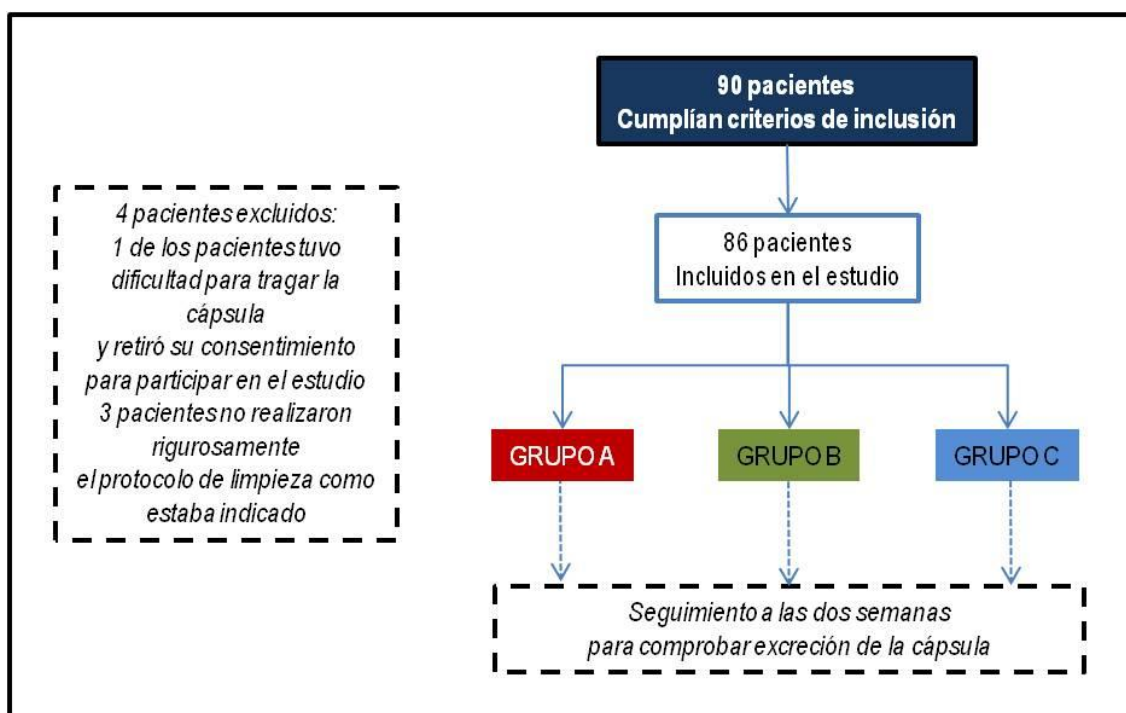 90 pacientes
Cumplían criterios de inclusión
4 pacientes excluidos:
1 de los pacientes tuvo
dificultad para tragar la
cápsula
y retiró su consentimiento
para participar en el estudio
3 pacientes no realizaron
rigurosamente
el protocolo de limpieza como
estaba indicado
86 pacientes
Incluidos en el estudio
GRUPO A
GRUPO B
GRUPO C
Seguimiento a las dos semanas
para comprobar excreción de la cápsula